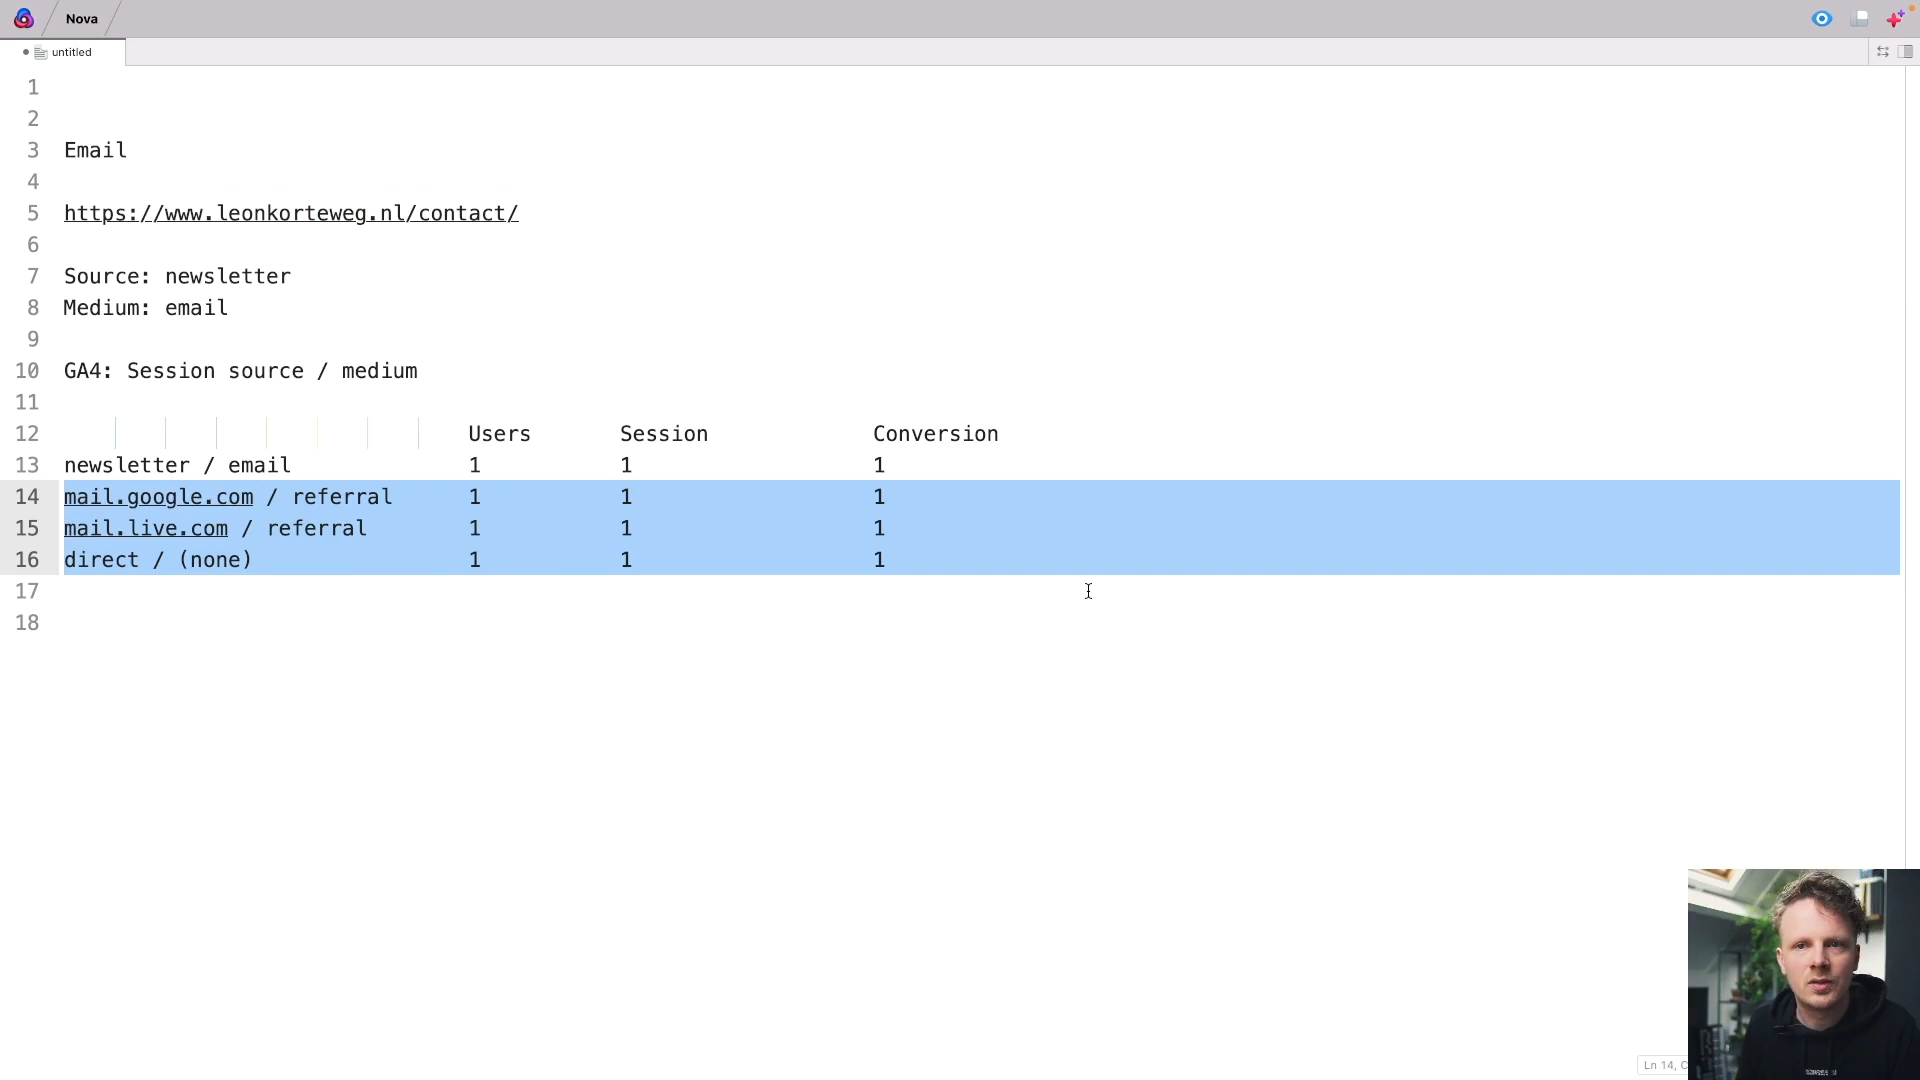 Nova
untitled
1
2
3 Email
4
5 https://www.leonkorteweg.nl/contact/
6
7 Source: newsletter
8 Medium: email
9
10 GA4: Session source / medium
11
12 Users Session Conversion
13 newsletter / email 1 1 1
14 mail.google.com / referral 1 1 1
15 mail.live.com / referral 1 1 1
16 direct / (none) 1 1 1
17
18
Ln 14, C